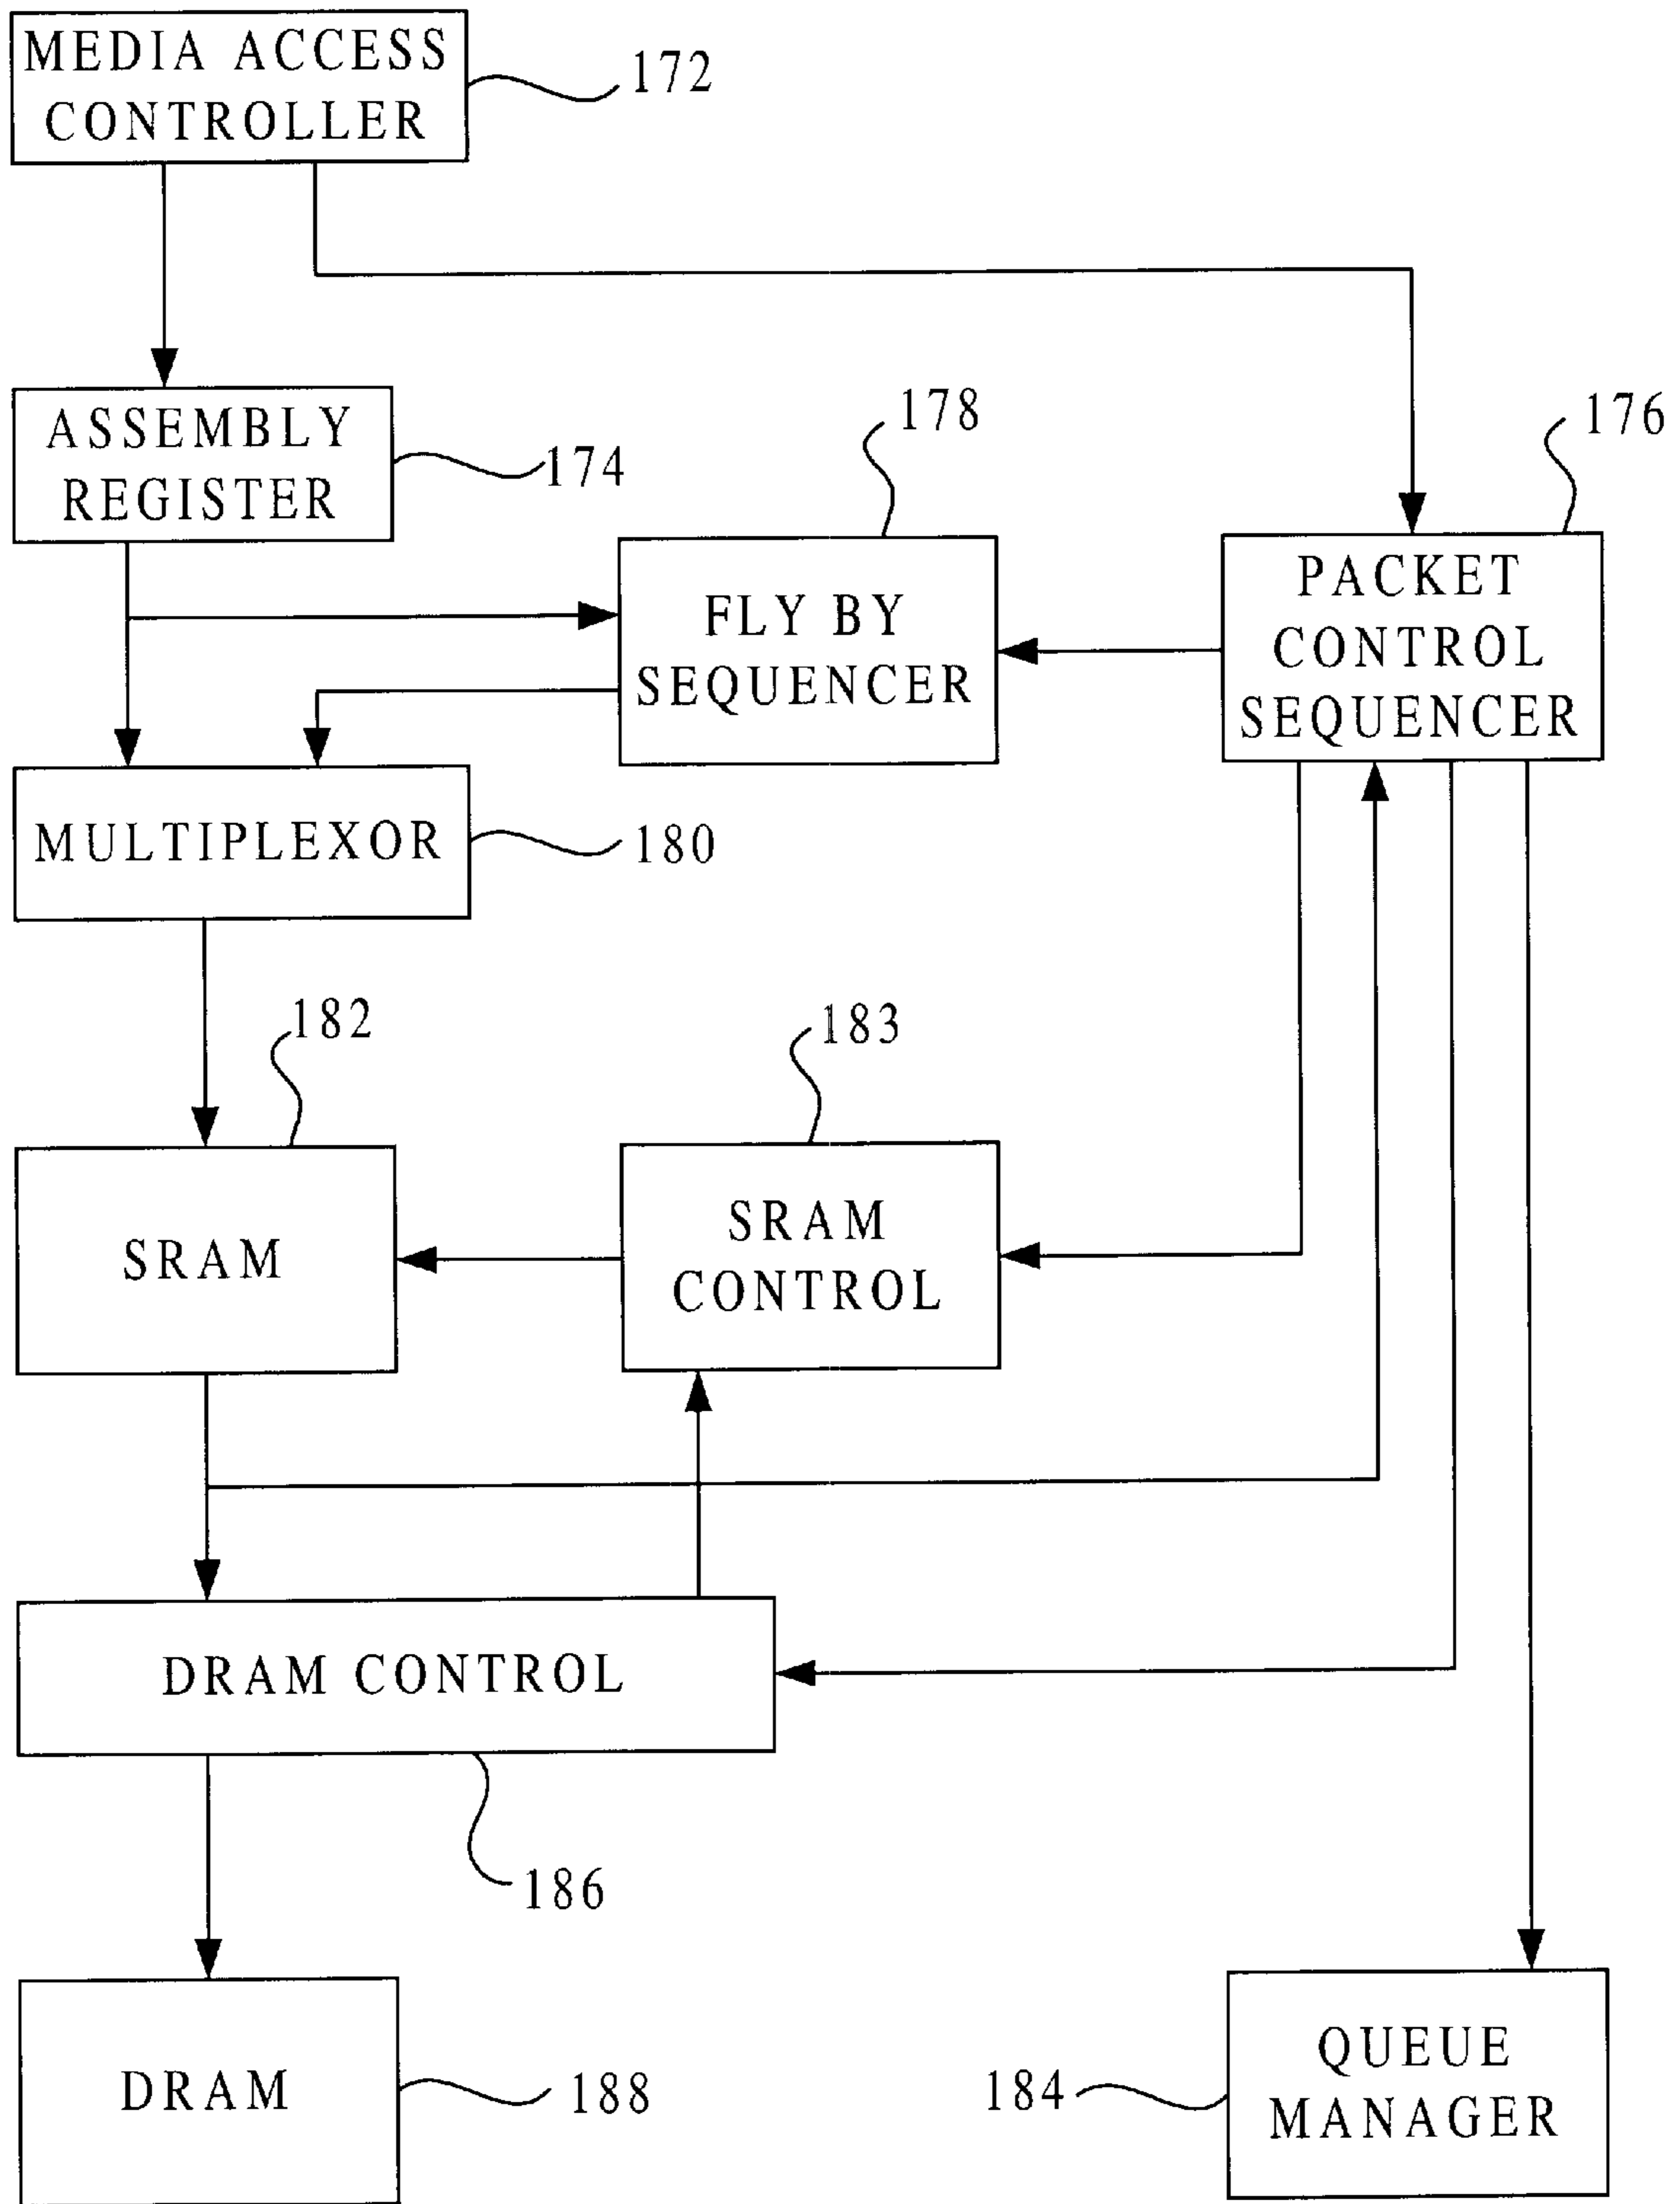 MEDIA ACCESS
CONTROLLER
172
ASSEMBLY
REGISTER
174
178
176
FLY BY
SEQUENCER
PACKET
CONTROL
SEQUENCER
MULTIPLEXOR
180
182
183
SRAM
SRAM
CONTROL
DRAM CONTROL
186
DRAM
188
184
QUEUE
MANAGER